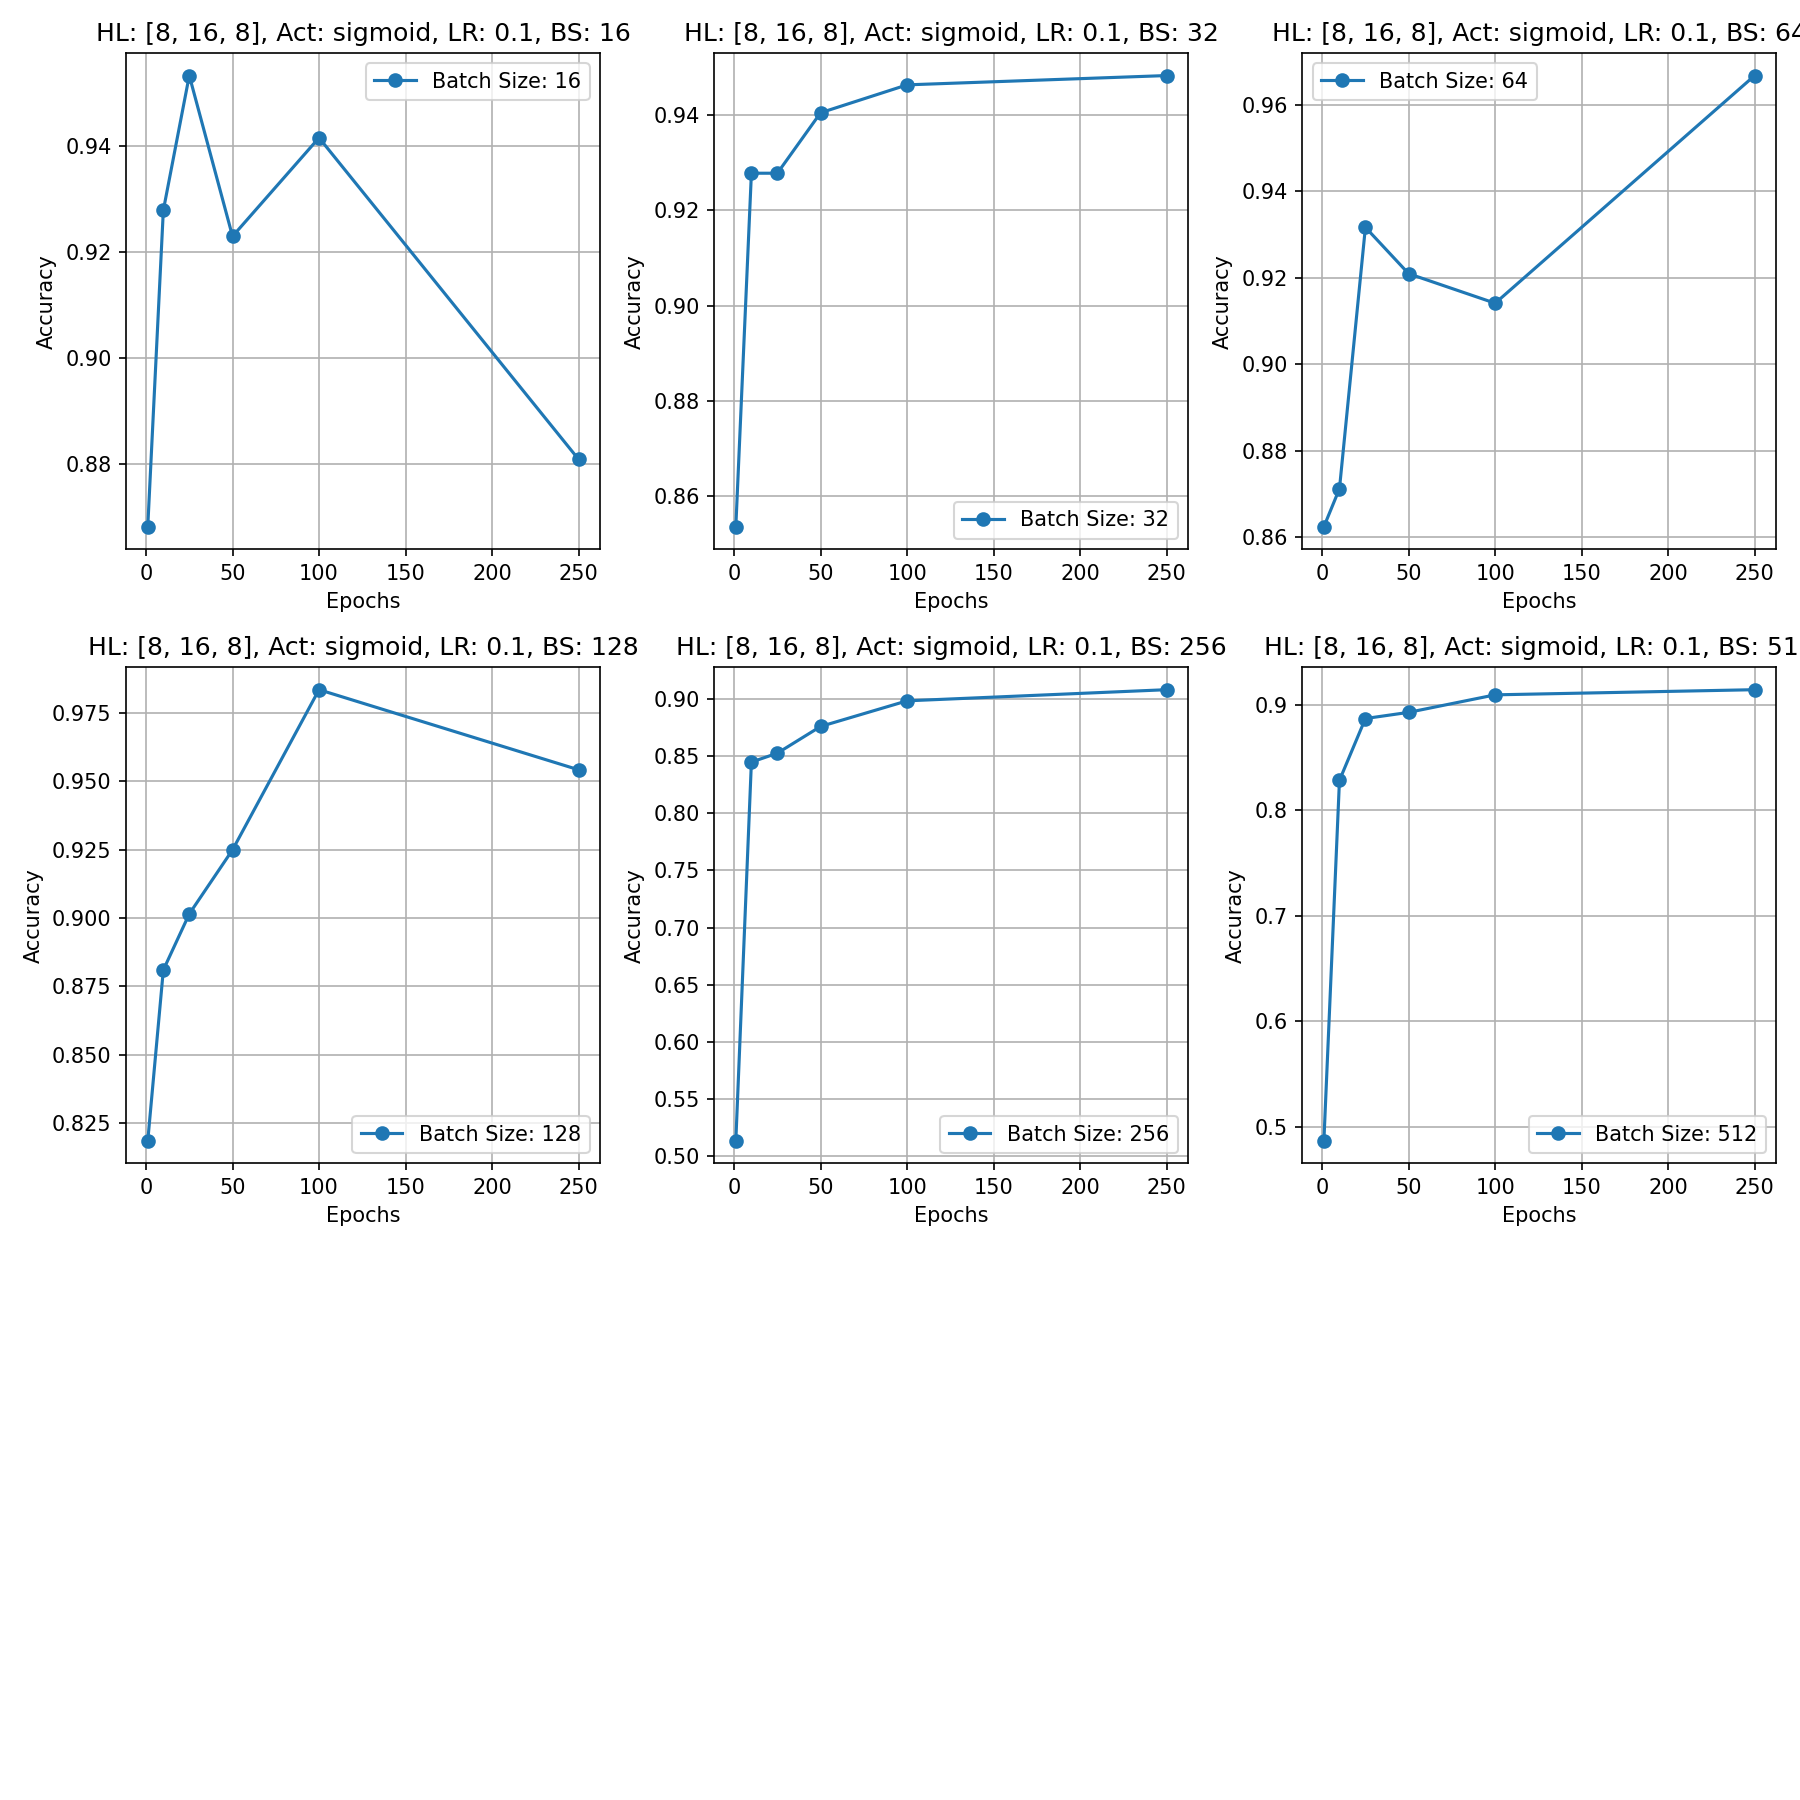 HL: [8, 16, 8], Act: sigmoid, LR: 0.1, BS: 16
Batch Size: 16
Accuracy
0.94
0.92
0.90
0.88
0 50 100 150 200 250
Epochs
HL: [8, 16, 8], Act: sigmoid, LR: 0.1, BS: 32
Batch Size: 32
Accuracy
0.94
0.92
0.90
0.88
0.86
0 50 100 150 200 250
Epochs
HL: [8, 16, 8], Act: sigmoid, LR: 0.1, BS: 64
Batch Size: 64
Accuracy
0.96
0.94
0.92
0.90
0.88
0.86
0 50 100 150 200 250
Epochs
HL: [8, 16, 8], Act: sigmoid, LR: 0.1, BS: 128
Batch Size: 128
Accuracy
0.975
0.950
0.925
0.900
0.875
0.850
0.825
0 50 100 150 200 250
Epochs
HL: [8, 16, 8], Act: sigmoid, LR: 0.1, BS: 256
Batch Size: 256
Accuracy
0.90
0.85
0.80
0.75
0.70
0.65
0.60
0.55
0.50
0 50 100 150 200 250
Epochs
HL: [8, 16, 8], Act: sigmoid, LR: 0.1, BS: 51
Batch Size: 512
Accuracy
0.9
0.8
0.7
0.6
0.5
0 50 100 150 200 250
Epochs